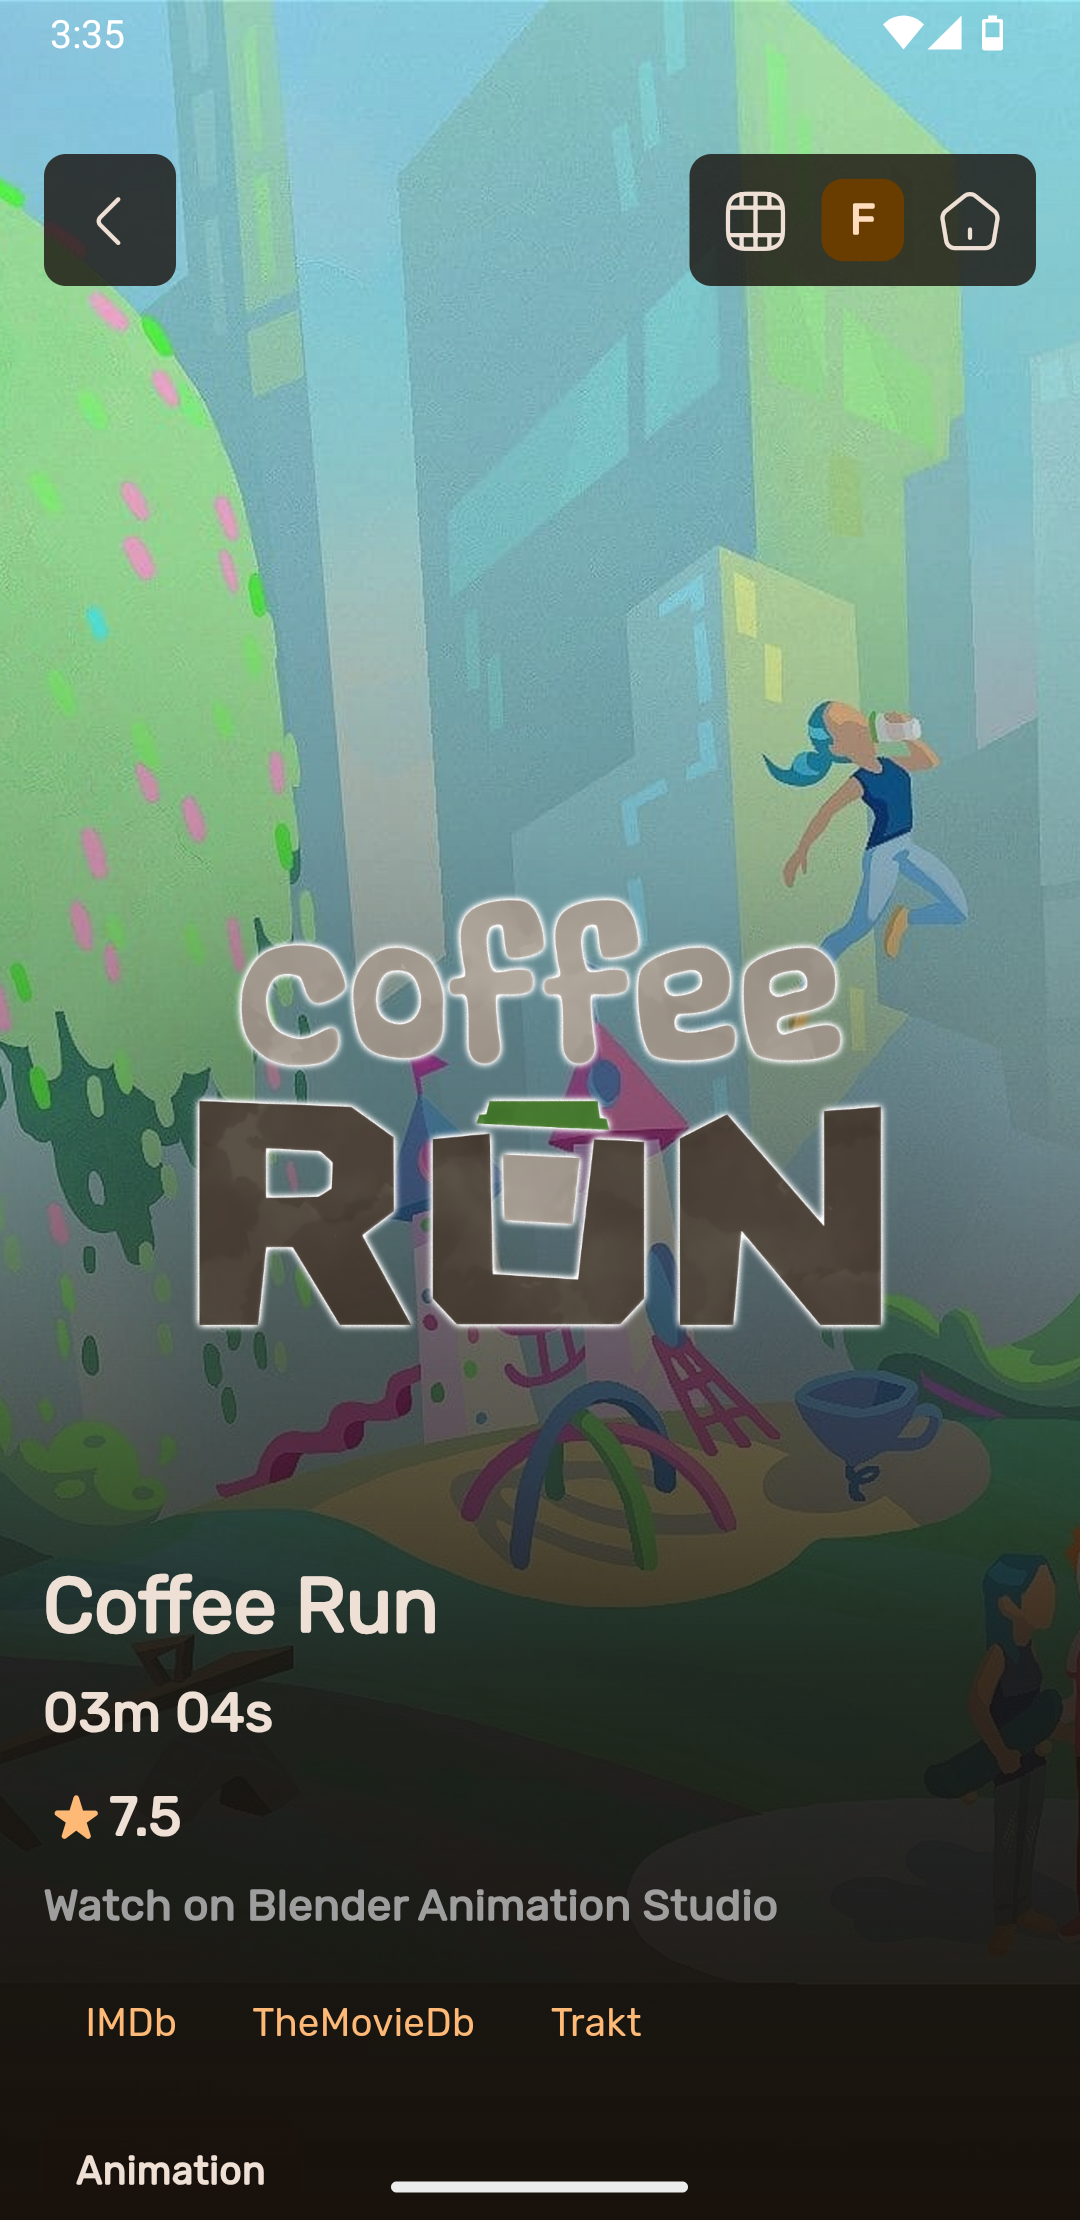 3:35
F
coffee
RUN
Coffee Run
03m 04s
7.5
Watch on Blender Animation Studio
IMDb TheMovieDb Trakt
Animation